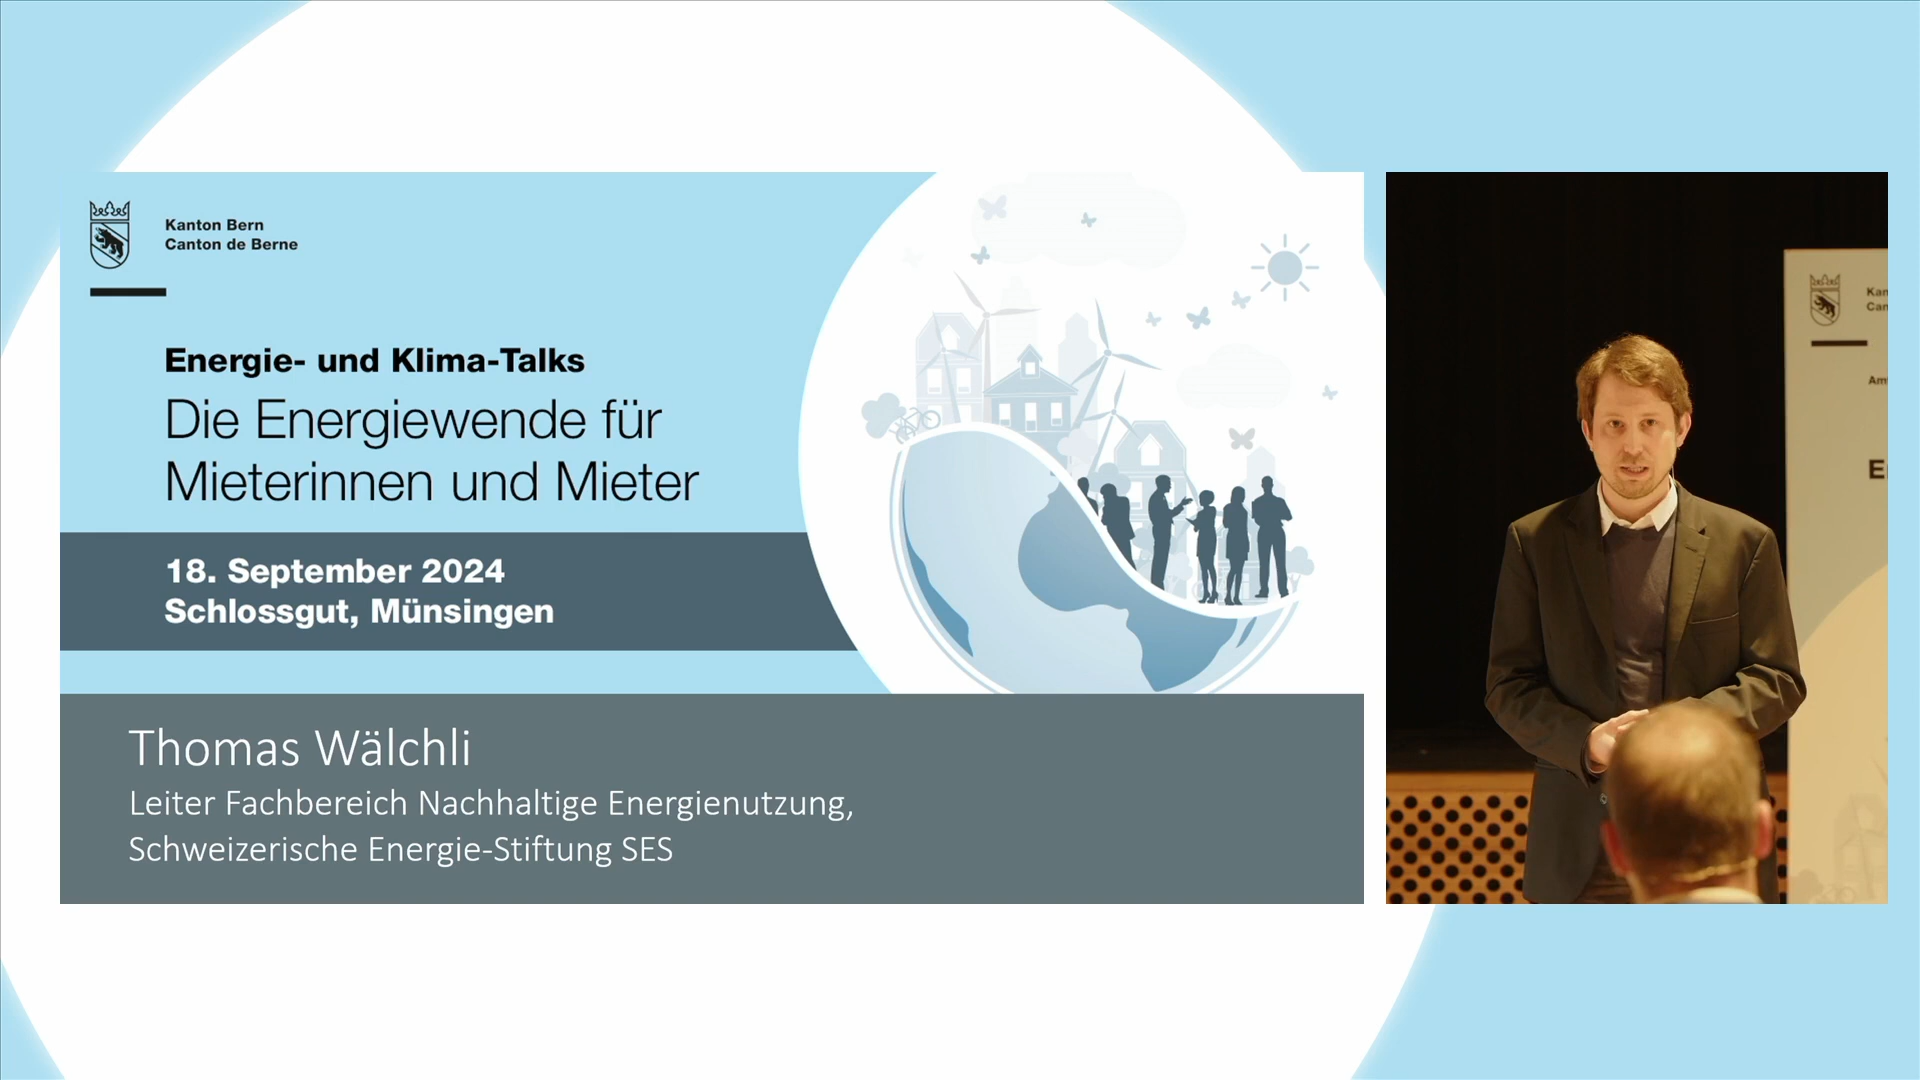 Kanton Bern
Canton de Berne
Energie- und Klima-Talks
Die Energiewende für
Mieterinnen und Mieter
18. September 2024
Schlossgut, Münsingen
Thomas Wälchli
Leiter Fachbereich Nachhaltige Energienutzung,
Schweizerische Energie-Stiftung SES